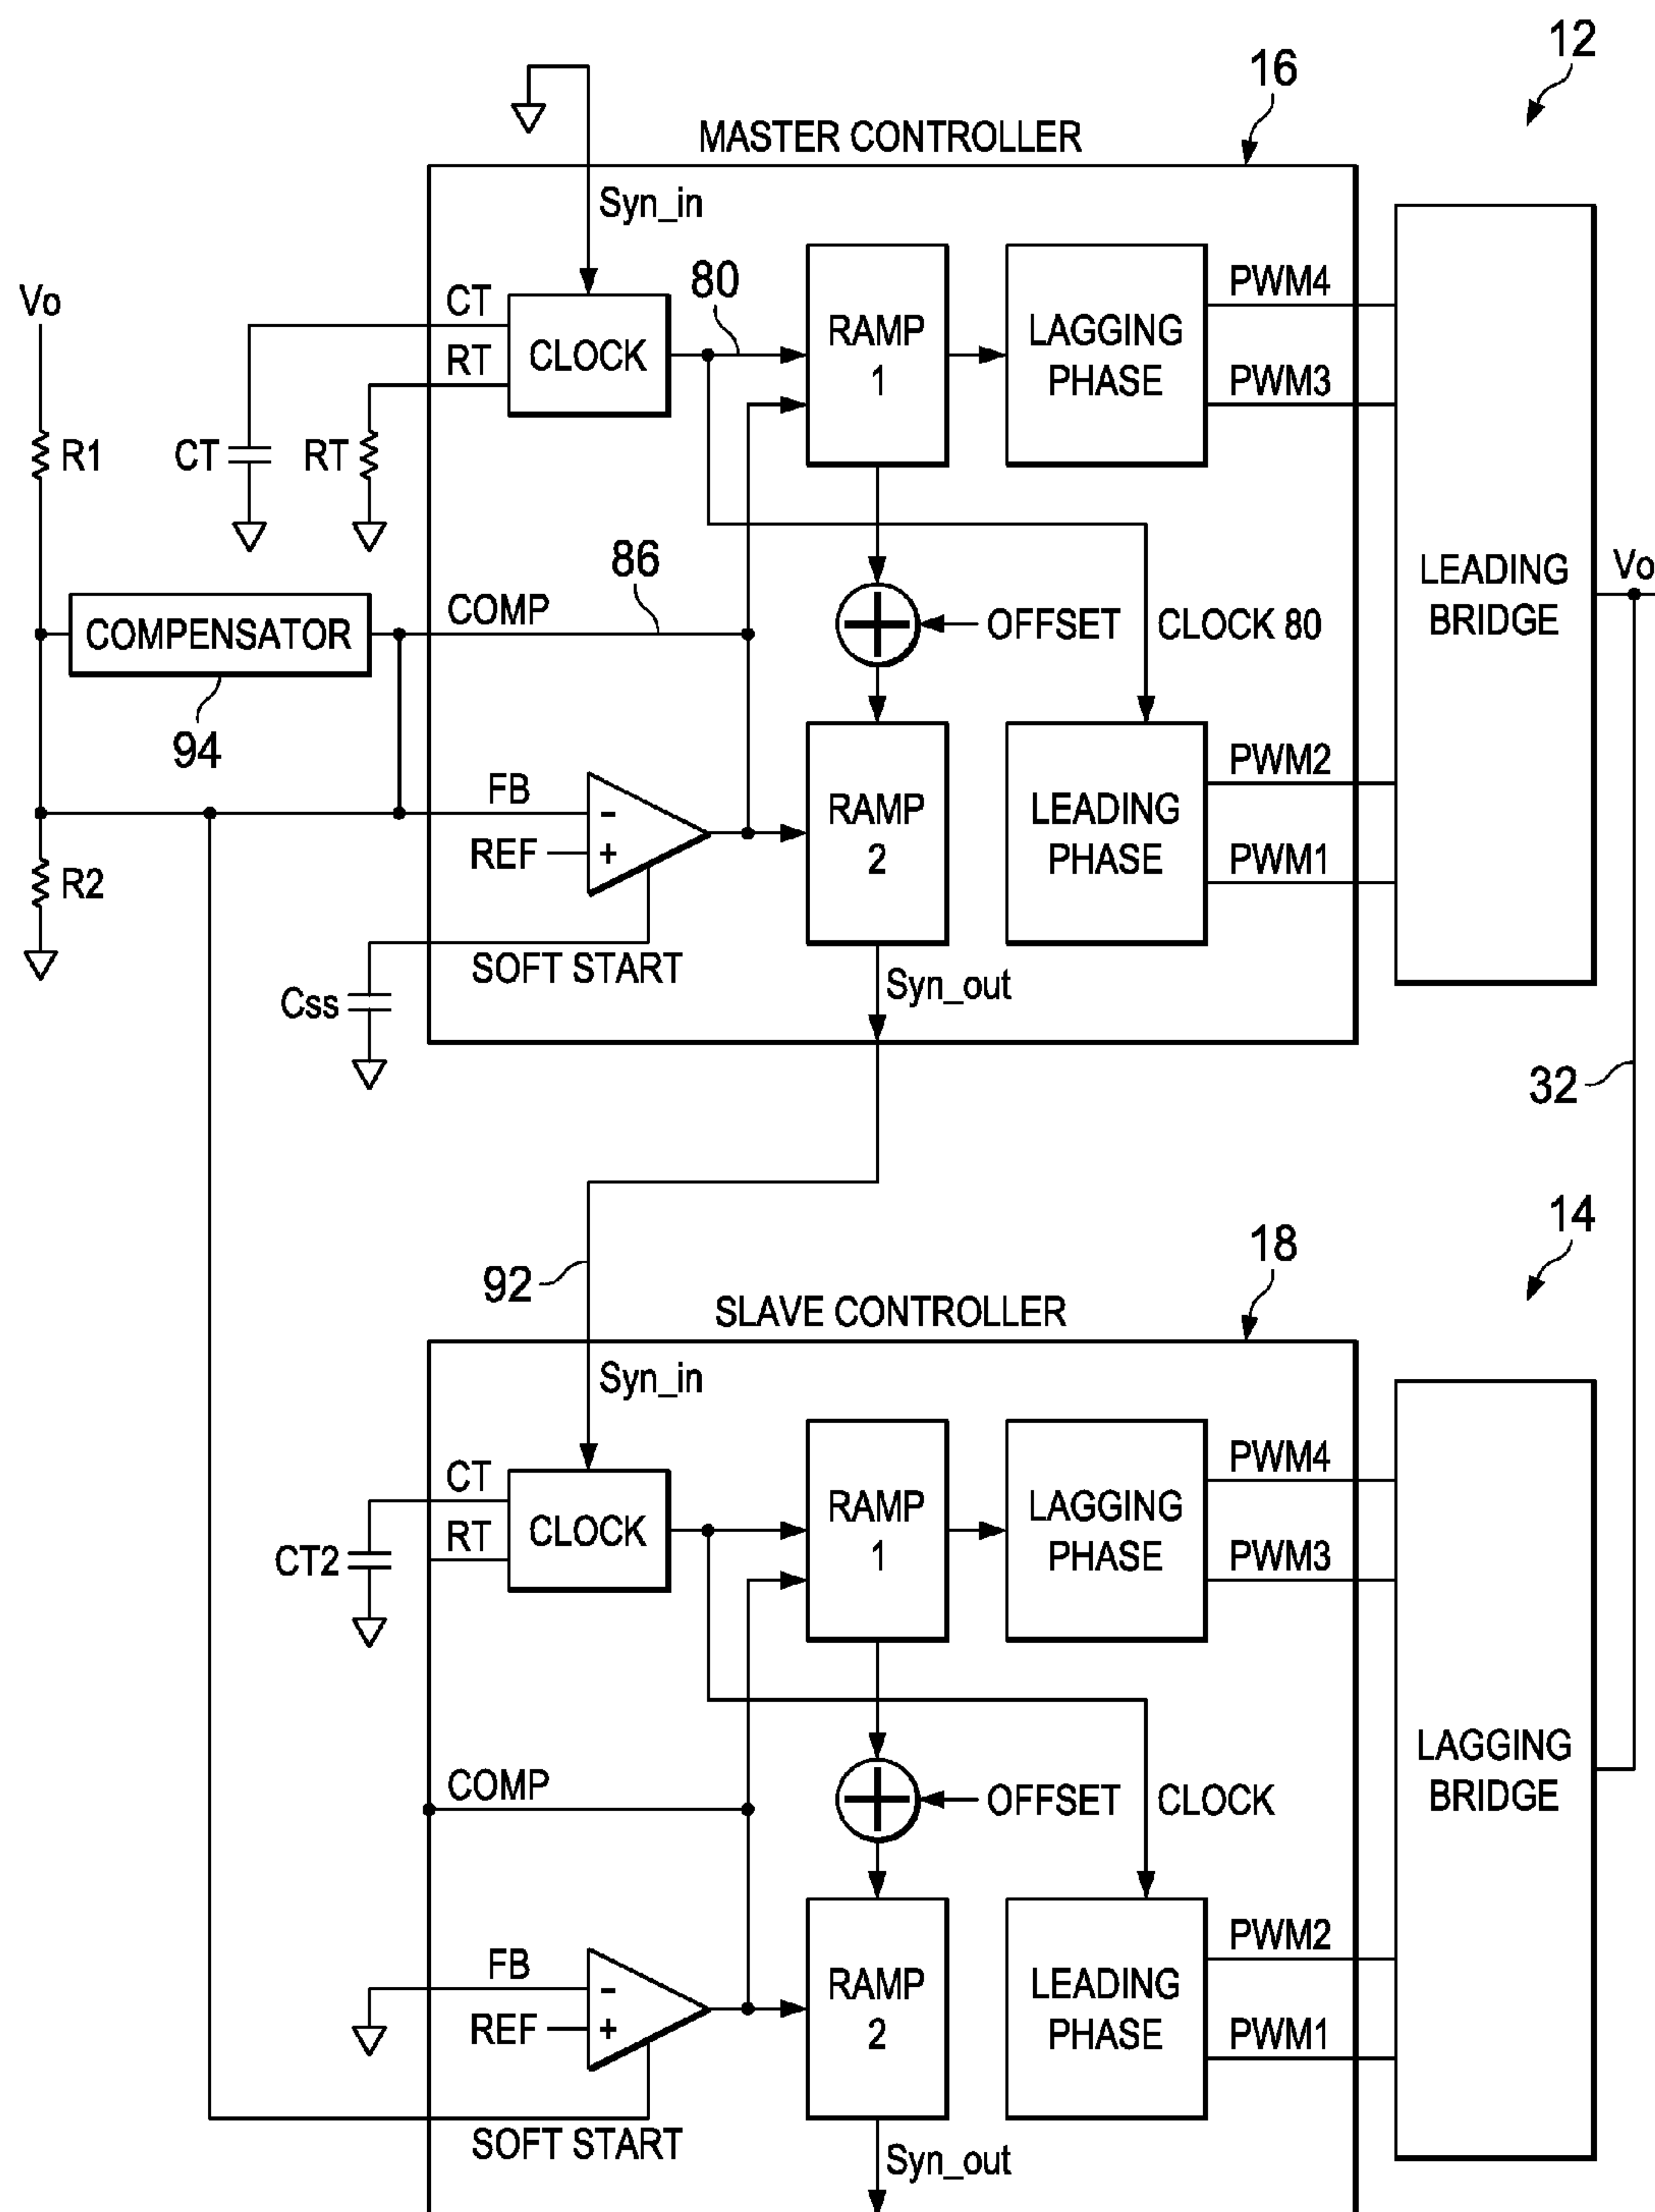 12
16
MASTER CONTROLLER
Syn_in
Vo
CT
RT
CLOCK
80
RAMP
1
LAGGING
PHASE
PWM4
PWM3
R1
CT
RT
86
COMP
COMPENSATOR
94
OFFSET
CLOCK 80
LEADING
BRIDGE
Vo
FB
REF
-
+
RAMP
2
LEADING
PHASE
PWM2
PWM1
R2
SOFT START
Css
Syn_out
32
92
14
18
SLAVE CONTROLLER
Syn_in
CT
RT
CLOCK
CT2
RAMP
1
LAGGING
PHASE
PWM4
PWM3
COMP
OFFSET
CLOCK
LAGGING
BRIDGE
FB
REF
-
+
RAMP
2
LEADING
PHASE
PWM2
PWM1
SOFT START
Syn_out